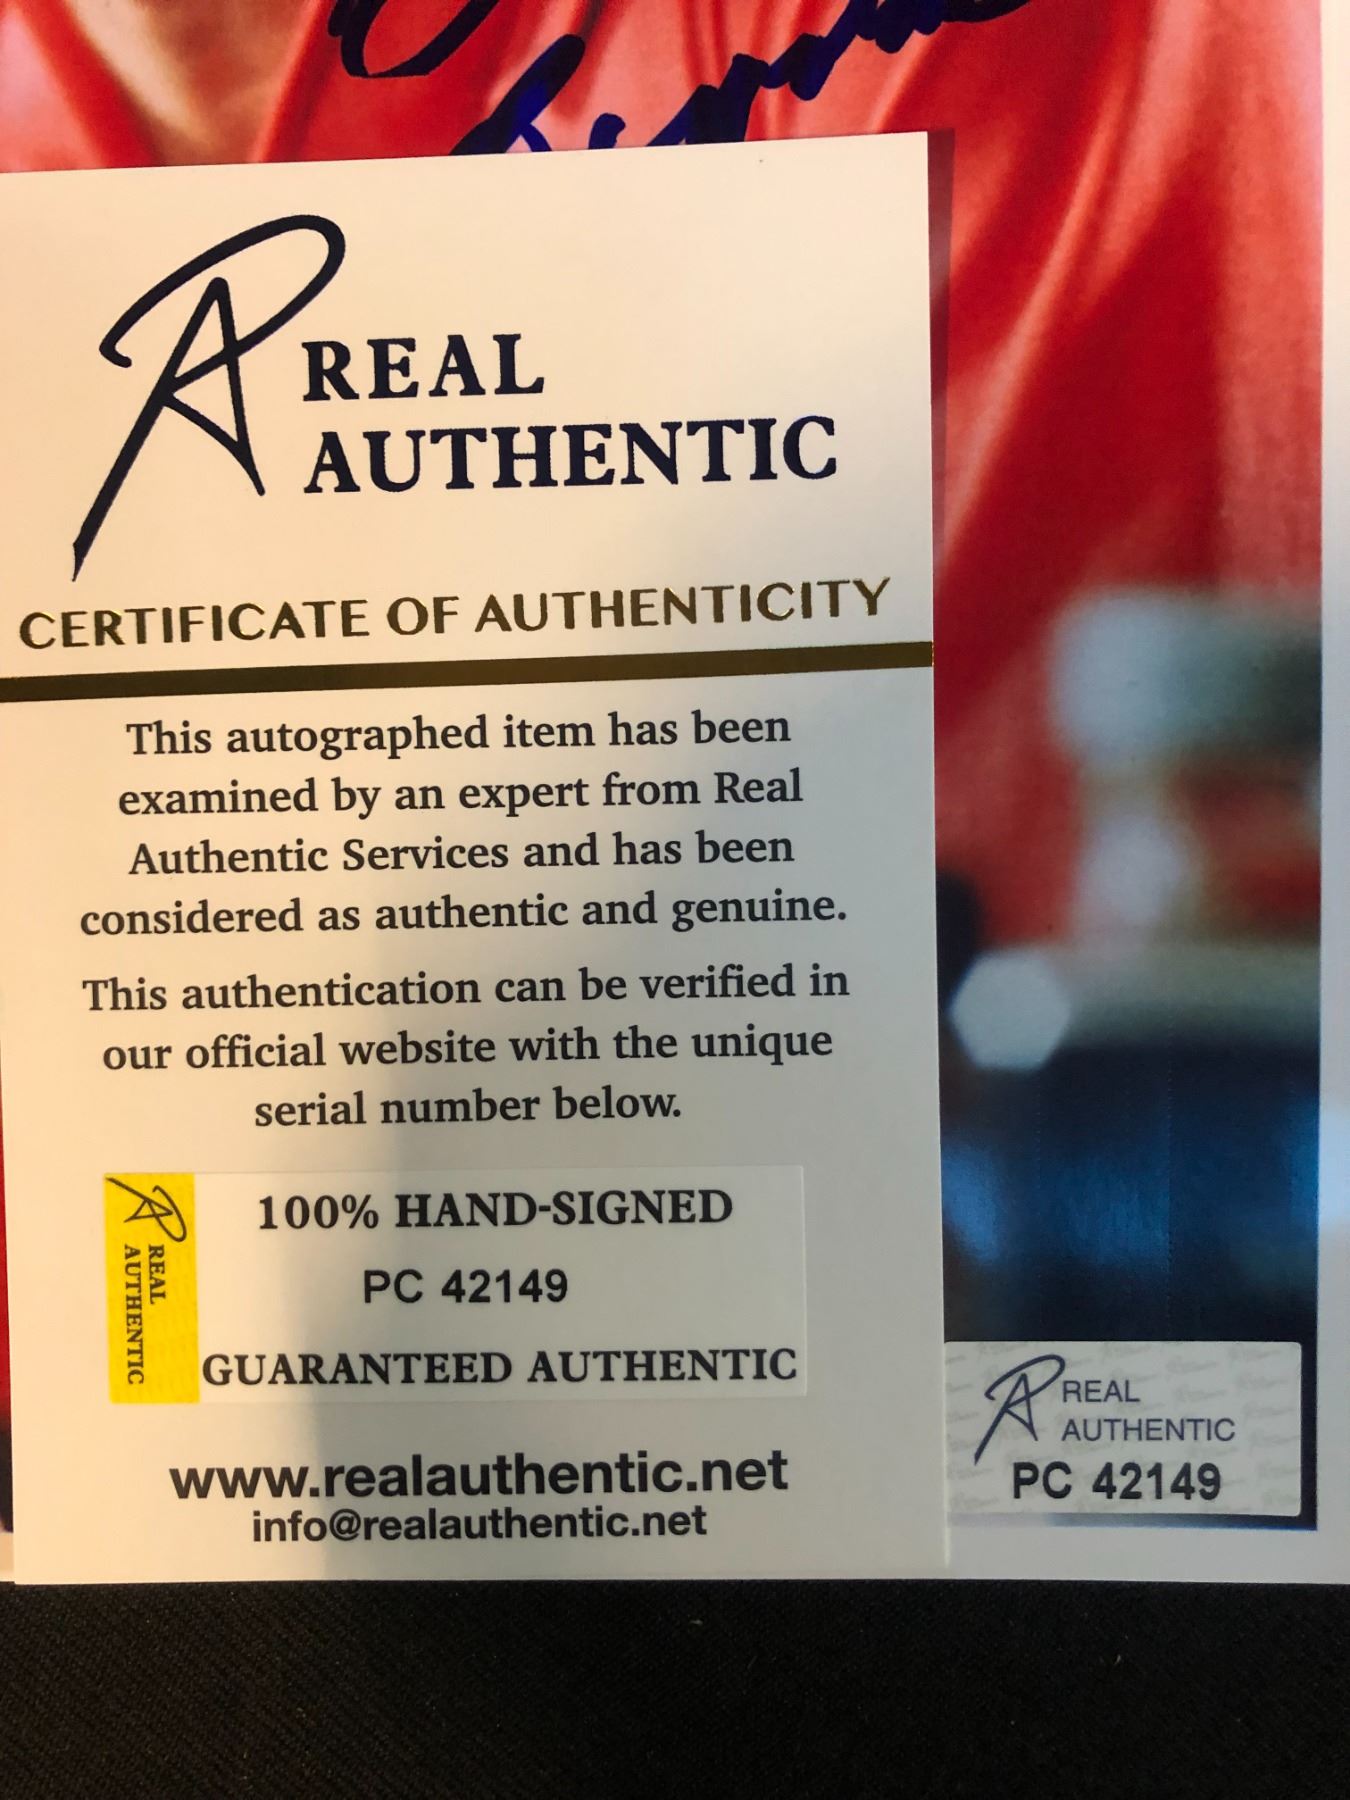 REAL
AUTHENTIC
CERTIFICATE OF AUTHENTICITY
This autographed item has been
examined by an expert from Real
Authentic Services and has been
considered as authentic and genuine.
This authentication can be verified in
our official website with the unique
serial number below.
REAL
AUTHENTIC
100% HAND-SIGNED
PC 42149
GUARANTEED AUTHENTIC
www.realauthentic.net
info@realauthentic.net
REAL
AUTHENTIC
PC 42149